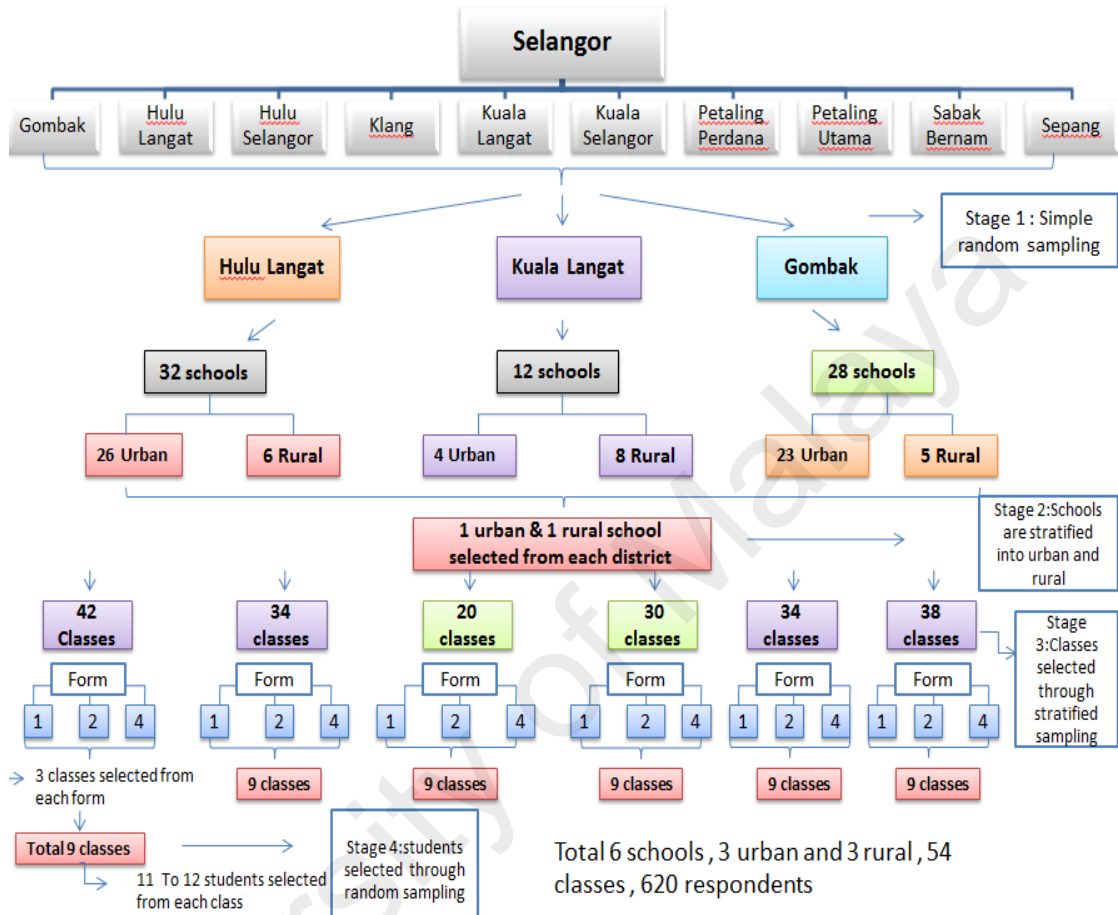 Selangor
Gombak
Hulu
Langat
Hulu
Selangor
Klang
Kuala
Langat
Kuala
Selangor
Petaling
Perdana
Petaling
Utama
Sabak
Bernam
Sepang
Stage 1 : Simple
random sampling
Hulu Langat
Kuala Langat
Gombak
32 schools
12 schools
28 schools
26 Urban
6 Rural
4 Urban
8 Rural
23 Urban
5 Rural
1 urban & 1 rural school
selected from each district
Stage 2:Schools
are stratified
into urban and
rural
42
Classes
34
classes
20
classes
30
classes
34
classes
38
classes
Stage
3:Classes
selected
through
stratified
sampling
Form
Form
Form
Form
Form
Form
1 2 4
1 2 4
1 2 4
1 2 4
1 2 4
1 2 4
3 classes selected from
each form
9 classes
9 classes
9 classes
9 classes
9 classes
Total 9 classes
Stage 4:students
selected through
random sampling
11 To 12 students selected
from each class
Total 6 schools , 3 urban and 3 rural , 54
classes , 620 respondents
ersity of Malaya